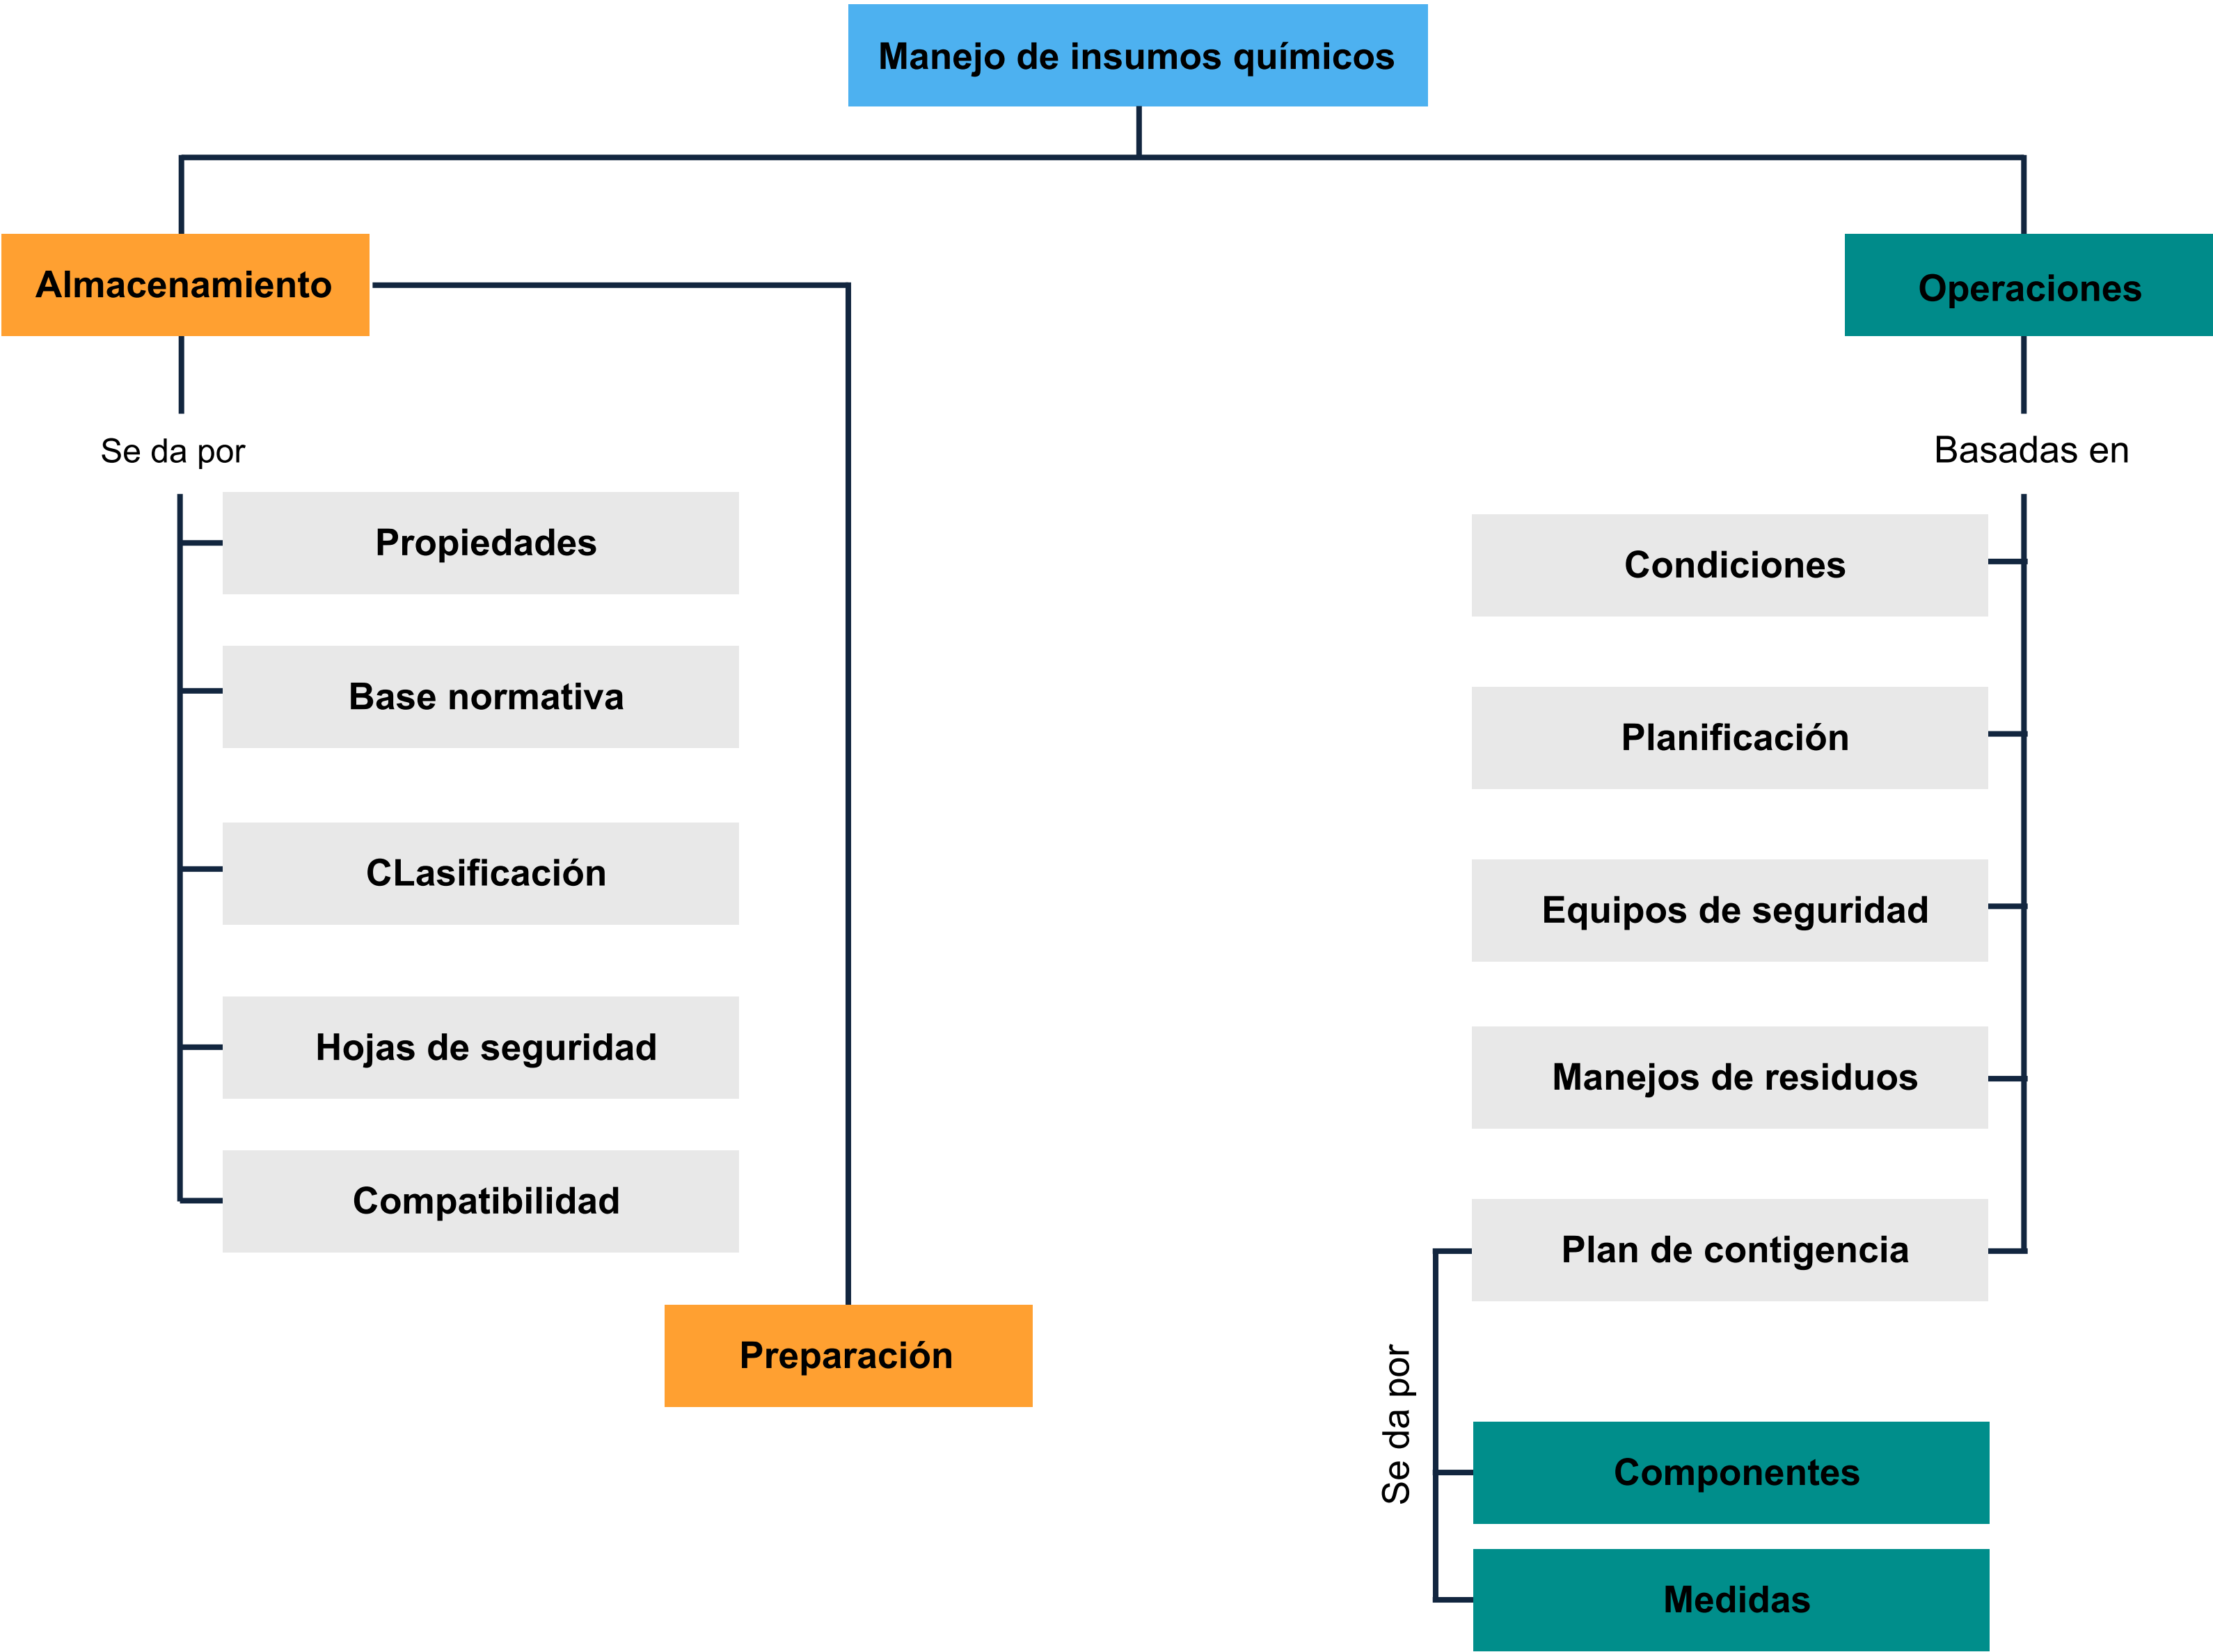 Manejo de insumos químicos
Almacenamiento
Operaciones
Se da por
Basadas en
Propiedades
Condiciones
Base normativa
Planificación
CLasificación
Equipos de seguridad
Hojas de seguridad
Manejos de residuos
Compatibilidad
Plan de contigencia
Preparación
Se da por
Componentes
Medidas